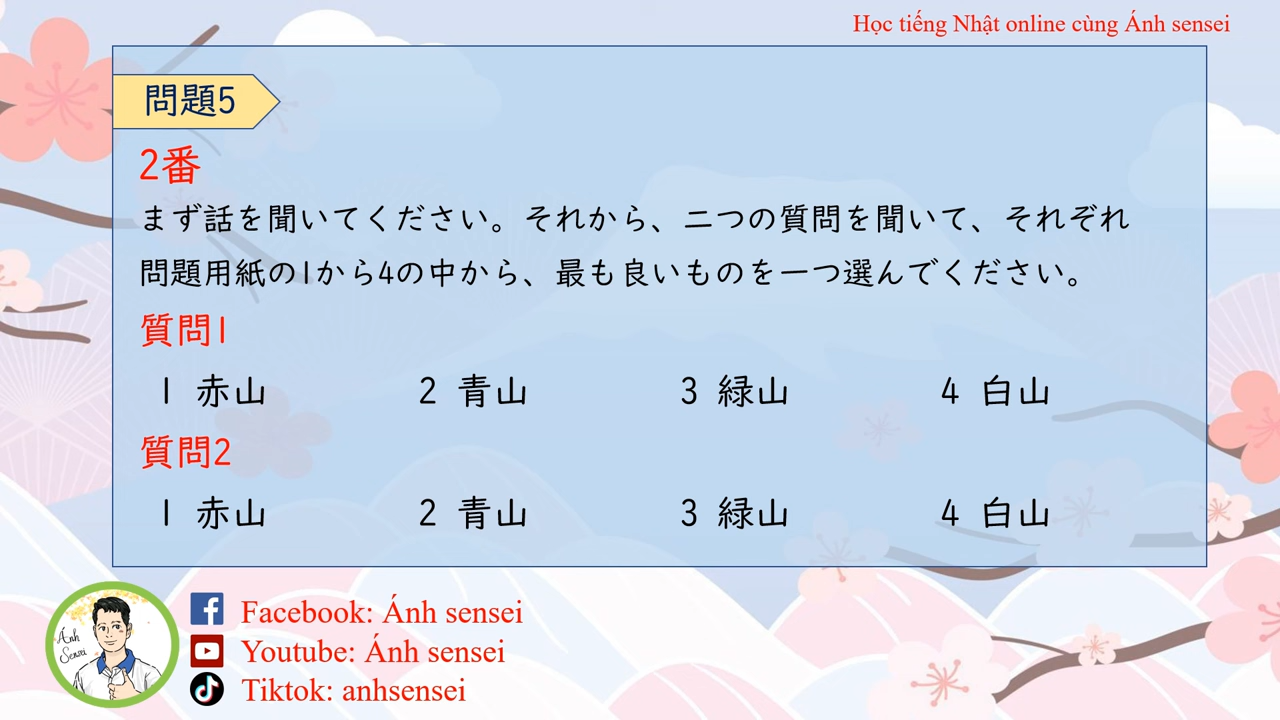 Học tiếng Nhật online cùng Ánh sensei
問題5
2番
まず話を聞いてください。それから、二つの質問を聞いて、それぞれ
問題用紙の1から4の中から、最も良いものを一つ選んでください。
質問1
1 赤山 2 青山 3 緑山 4 白山
質問2
1 赤山 2 青山 3 緑山 4 白山
Ánh Sensei
Facebook: Ánh sensei
Youtube: Ánh sensei
Tiktok: anhsensei